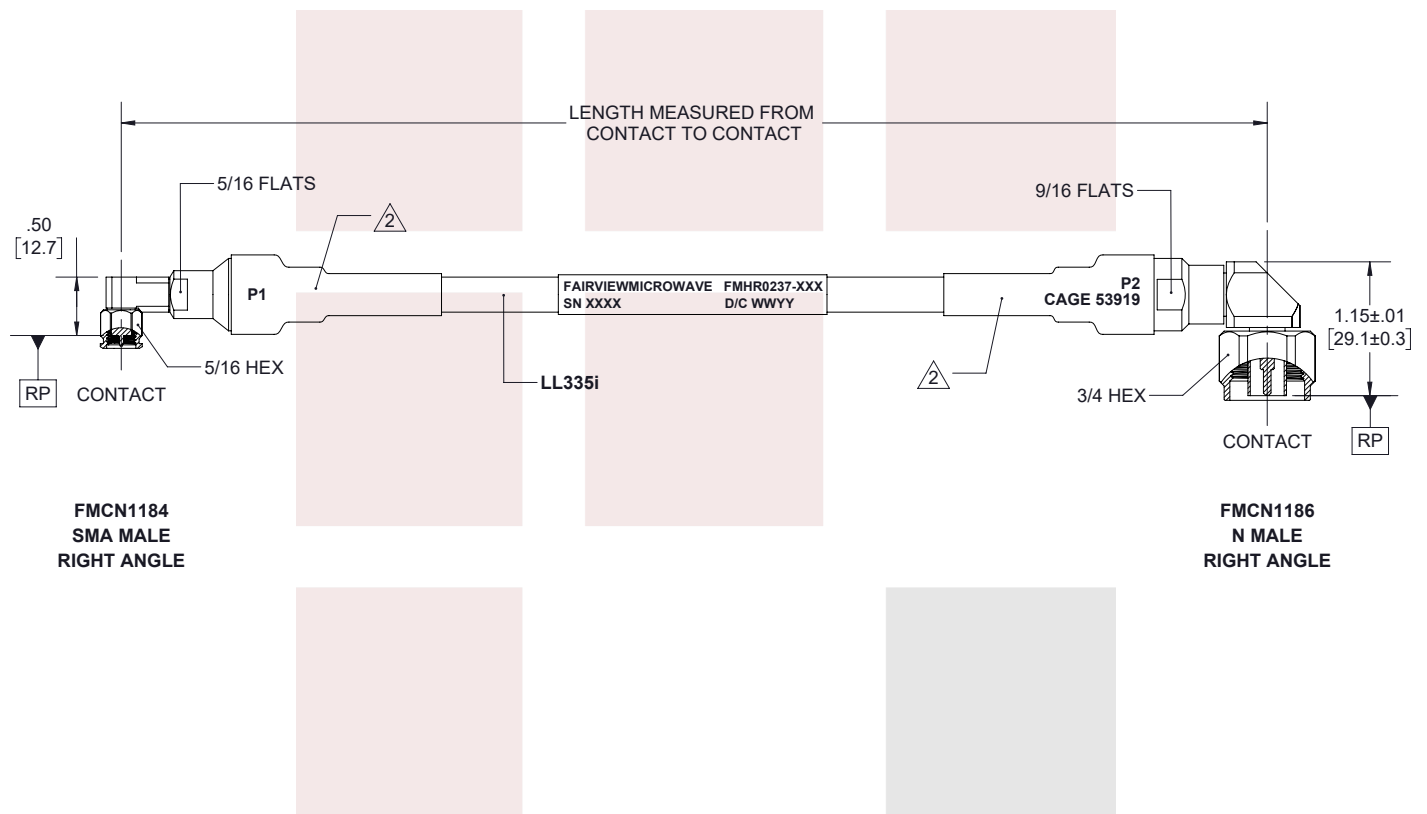 LENGTH MEASURED FROM
CONTACT TO CONTACT
5/16 FLATS
9/16 FLATS
.50
[12.7]
2
P1
FAIRVIEWMICROWAVE FMHR0237-XXX
SN XXXX D/C WWYY
P2
CAGE 53919
1.15±.01
[29.1±0.3]
5/16 HEX
LL335i
2
3/4 HEX
RP
CONTACT
CONTACT
RP
FMCN1184
SMA MALE
RIGHT ANGLE
FMCN1186
N MALE
RIGHT ANGLE